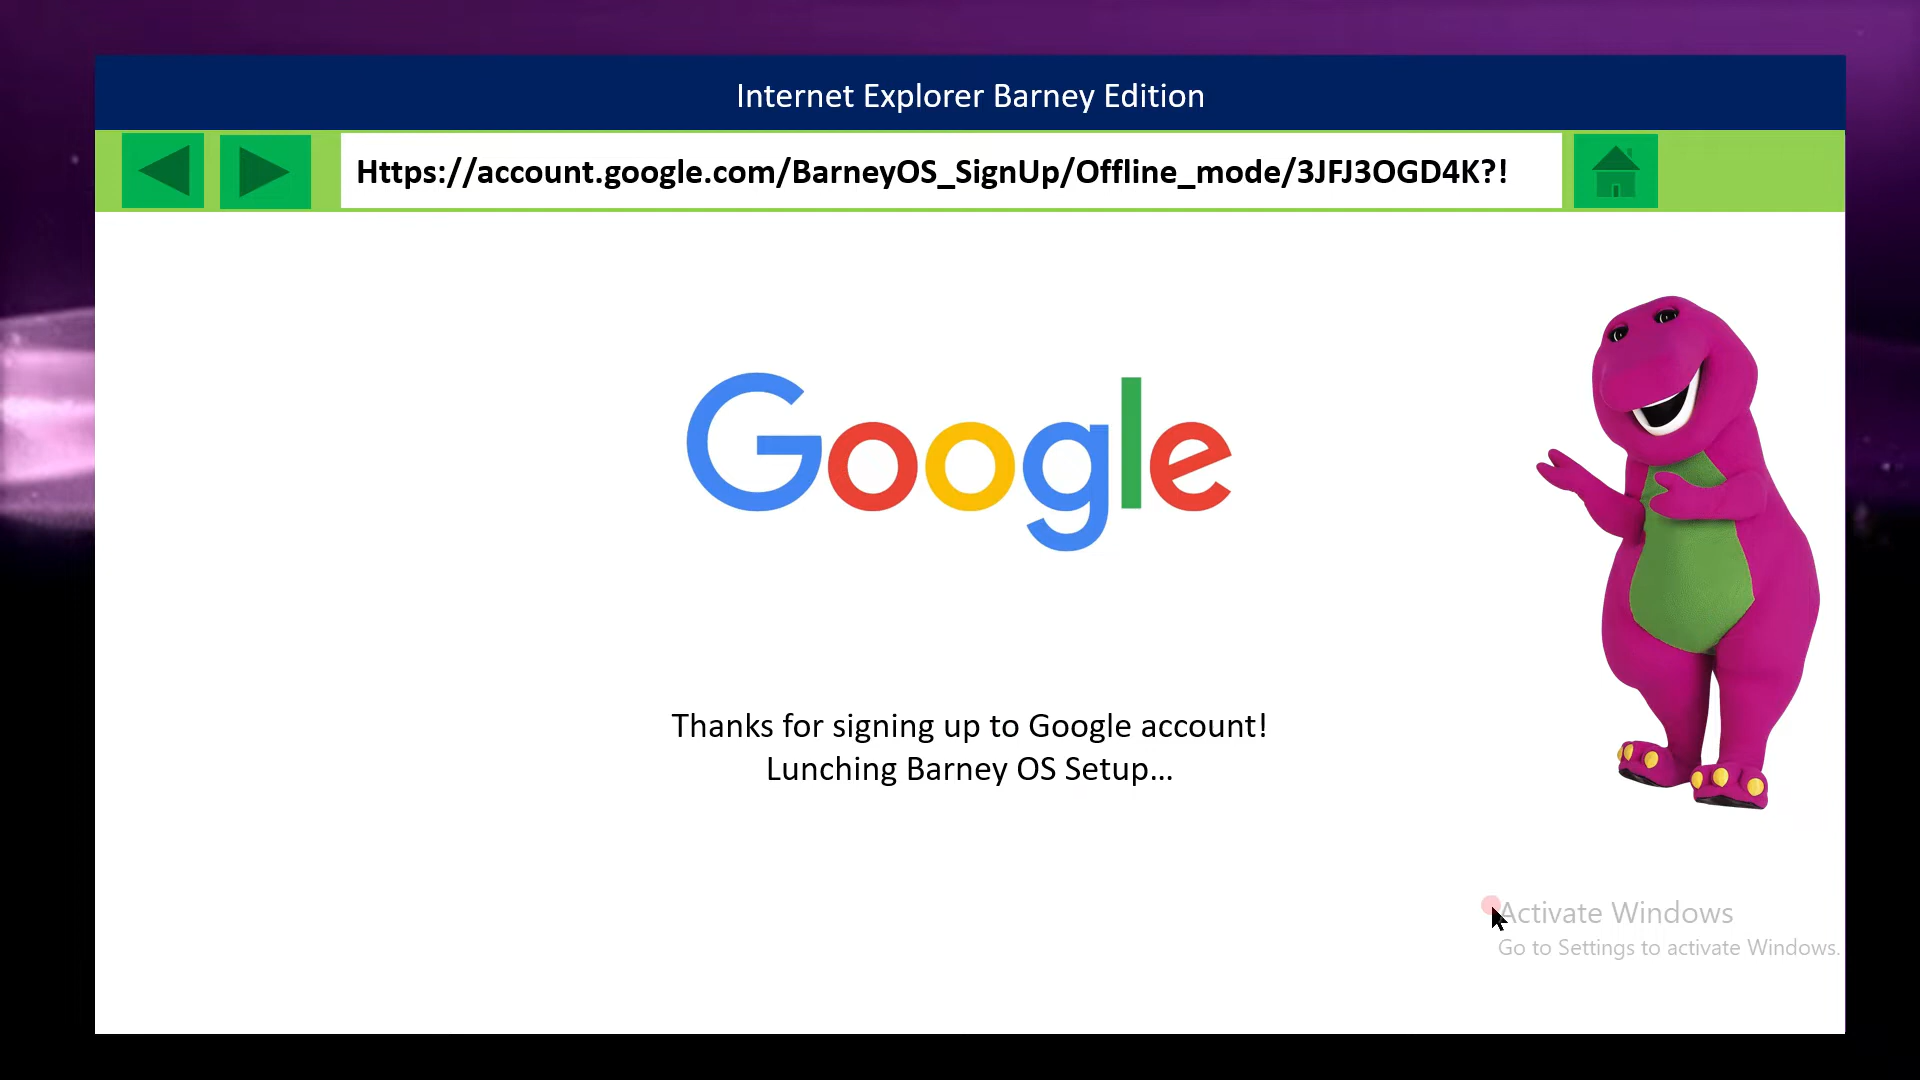 Internet Explorer Barney Edition
Https://account.google.com/BarneyOS_SignUp/Offline_mode/3JFJ3OGD4K?!
Google
Thanks for signing up to Google account!
Lunching Barney OS Setup...
Activate Windows
Go to Settings to activate Windows.